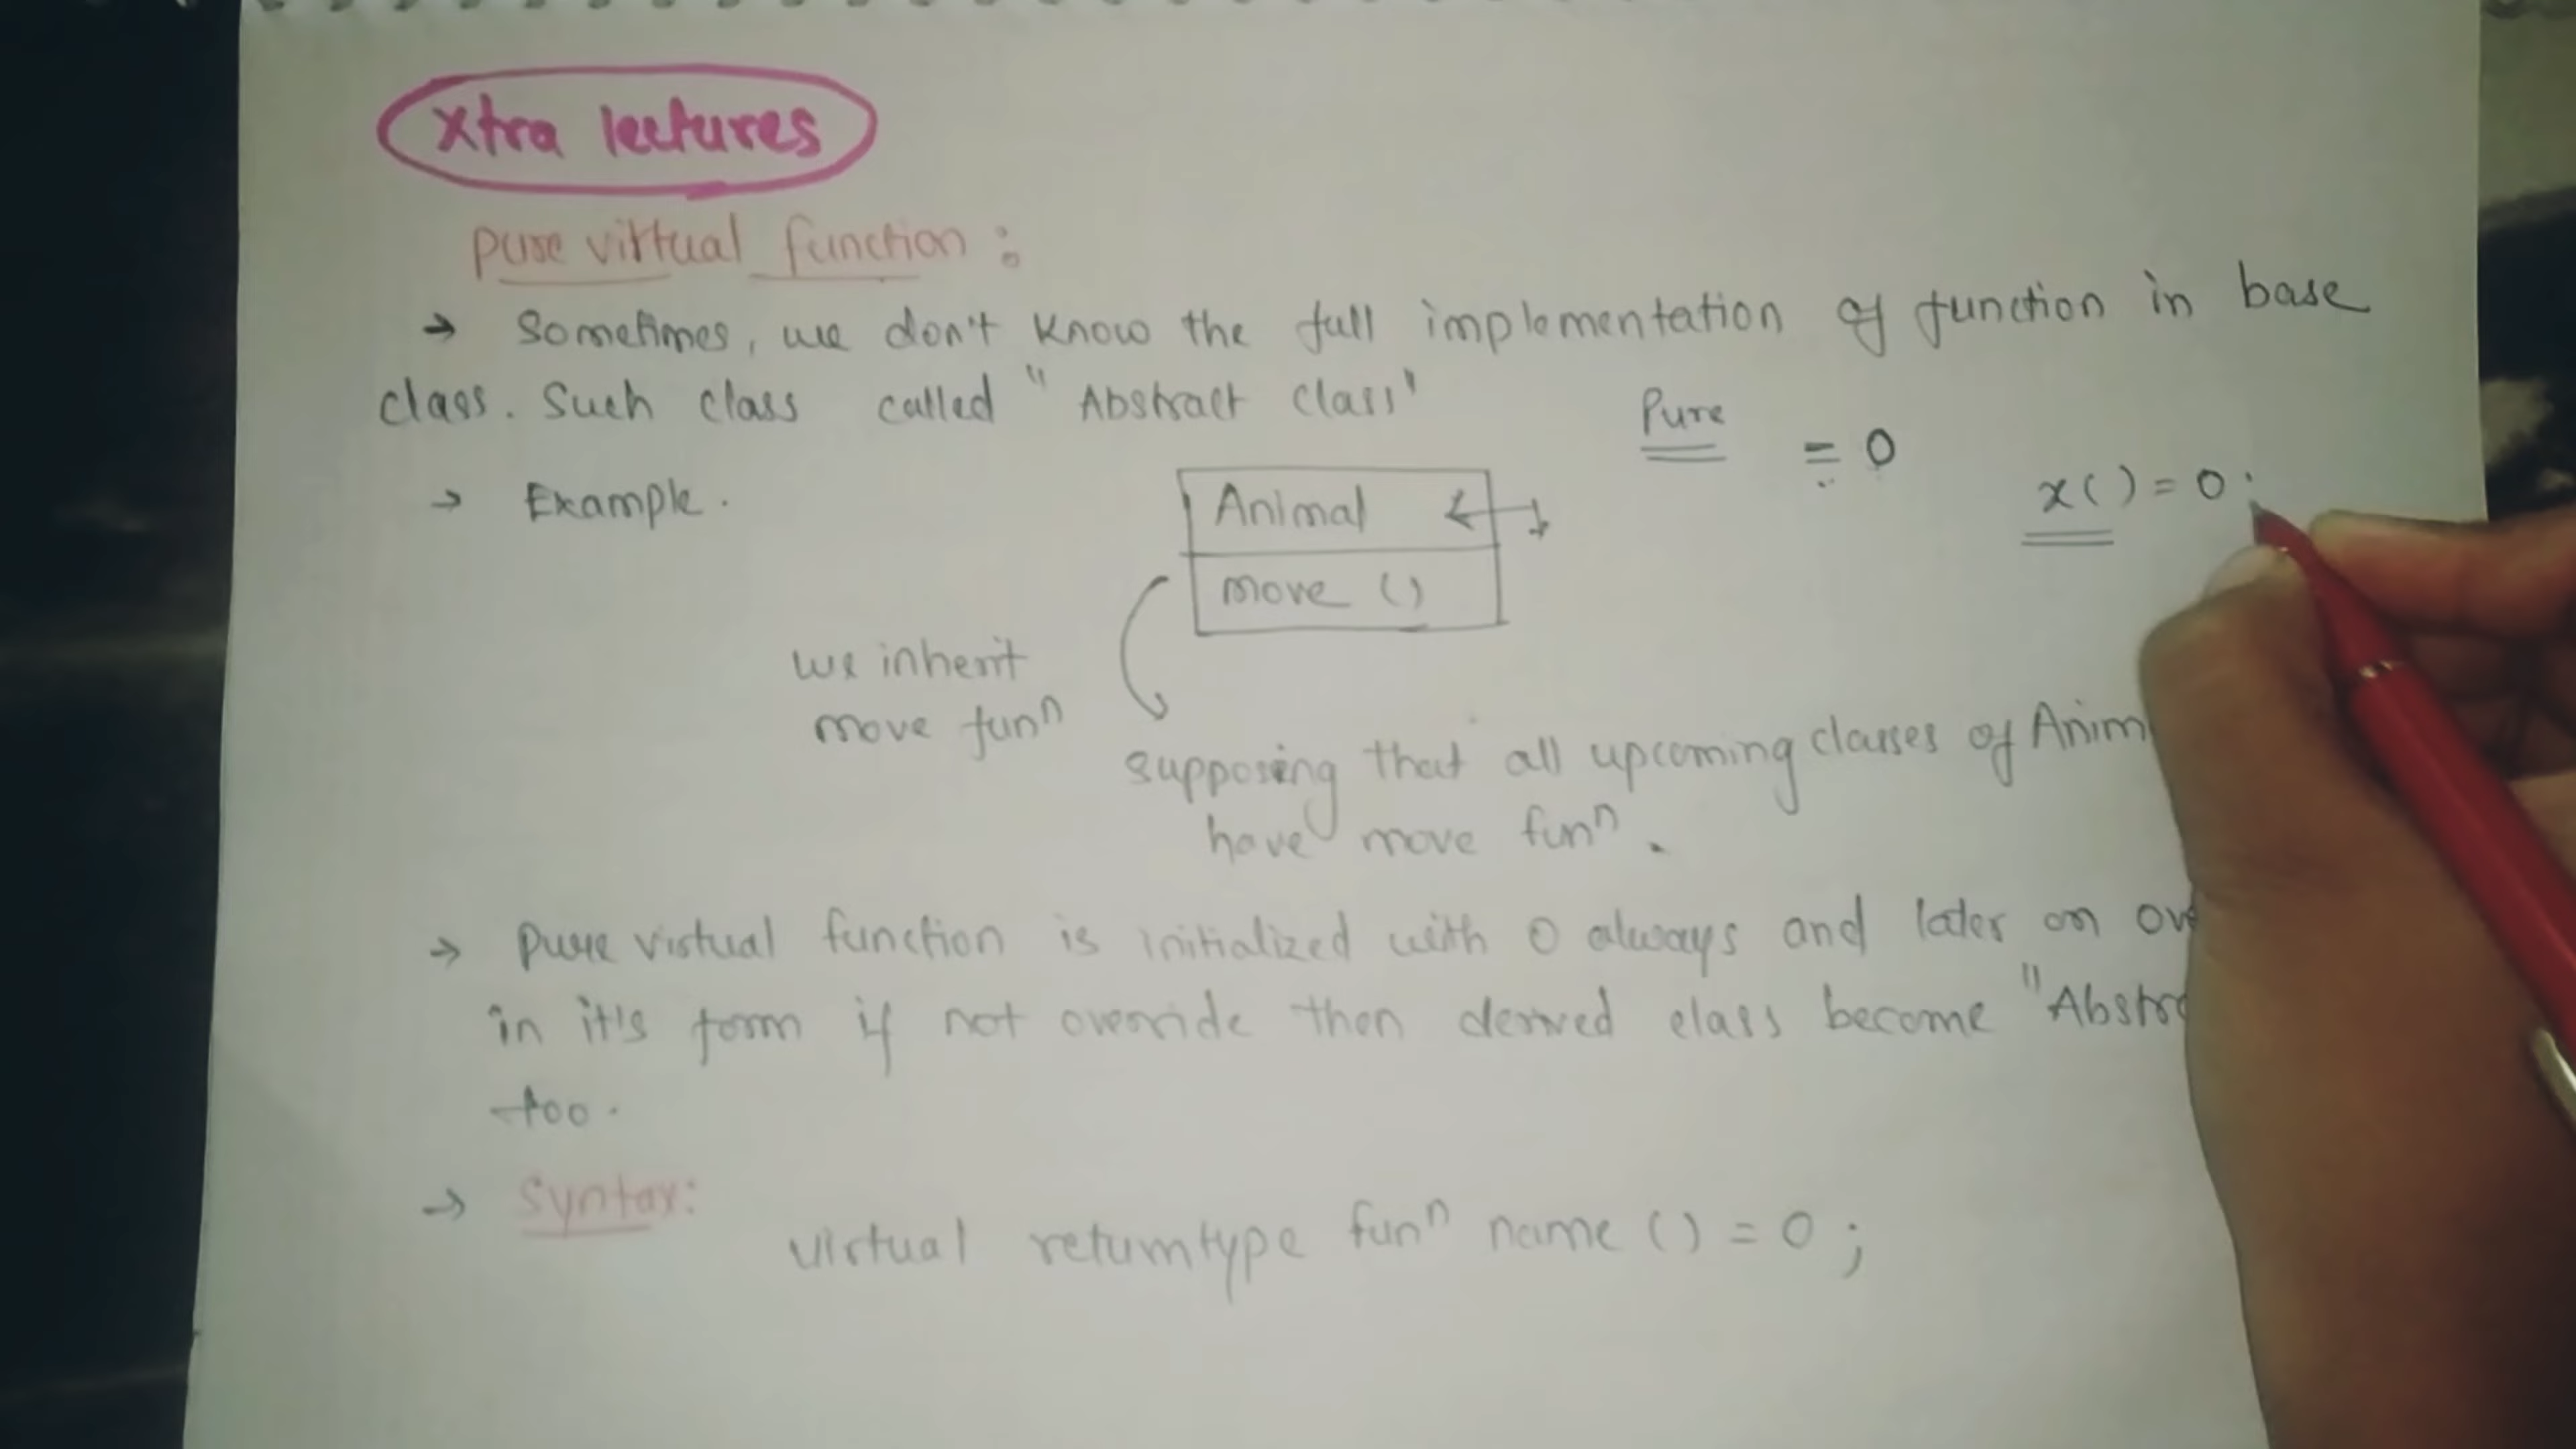 Xtra lectures
Pure virtual function :
→ Sometimes, we don't know the full implementation of function in base
class. Such class called "Abstract Class"
Pure = 0
x() = 0;
→ Example.
Animal
move ()
we inherit
move funⁿ
supposing that all upcoming classes of Anim
have move funⁿ.
→ Pure virtual function is initialized with 0 always and later on ov
in it's form if not override then derived class become "Abstra
too.
→ Syntax:
virtual returntype funⁿ name () = 0 ;